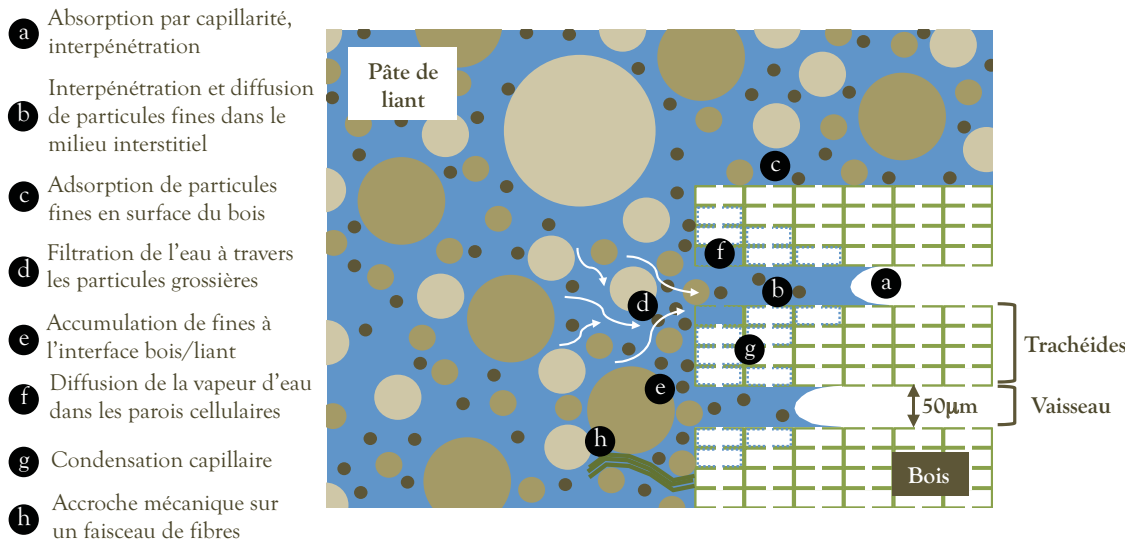 a Absorption par capillarité,
interpénétration
b Interpénétration et diffusion
de particules fines dans le
milieu interstitiel
c Adsorption de particules
fines en surface du bois
d Filtration de l'eau à travers
les particules grossières
e Accumulation de fines à
l'interface bois/liant
f Diffusion de la vapeur d'eau
dans les parois cellulaires
g Condensation capillaire
h Accroche mécanique sur
un faisceau de fibres
Pâte de
liant
c
f
b
a
d
g
e
h
Trachéides
50µm
Vaisseau
Bois